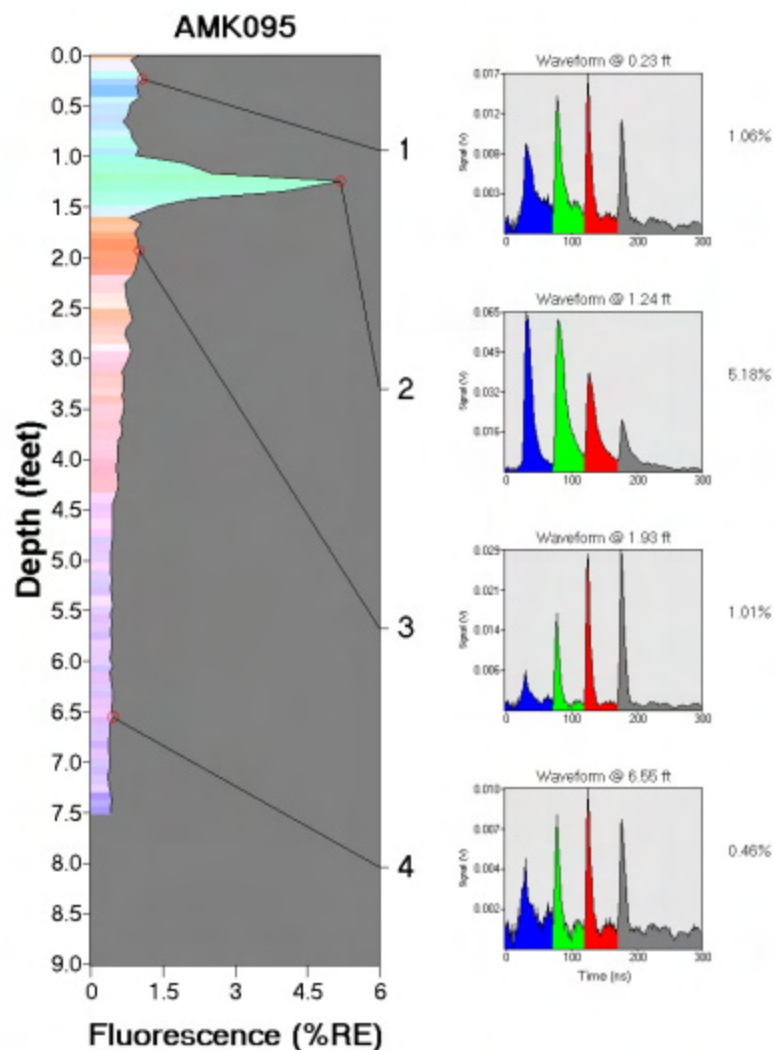 AMK095
0.0
0.5
1.0
1.5
2.0
2.5
3.0
3.5
4.0
4.5
5.0
5.5
6.0
6.5
7.0
7.5
8.0
8.5
9.0
Depth (feet)
0 1.5 3 4.5 6
Fluorescence (%RE)
1
2
3
4
Waveform @ 0.23 ft
0.017
0.012
0.008
0.003
Signal (V)
0 100 200 300
1.06%
Waveform @ 1.24 ft
0.065
0.049
0.032
0.016
Signal (V)
0 100 200 300
5.18%
Waveform @ 1.93 ft
0.029
0.021
0.014
0.006
Signal (V)
0 100 200 300
1.01%
Waveform @ 6.55 ft
0.010
0.007
0.004
0.002
Signal (V)
0 100 200 300
Time (ns)
0.46%